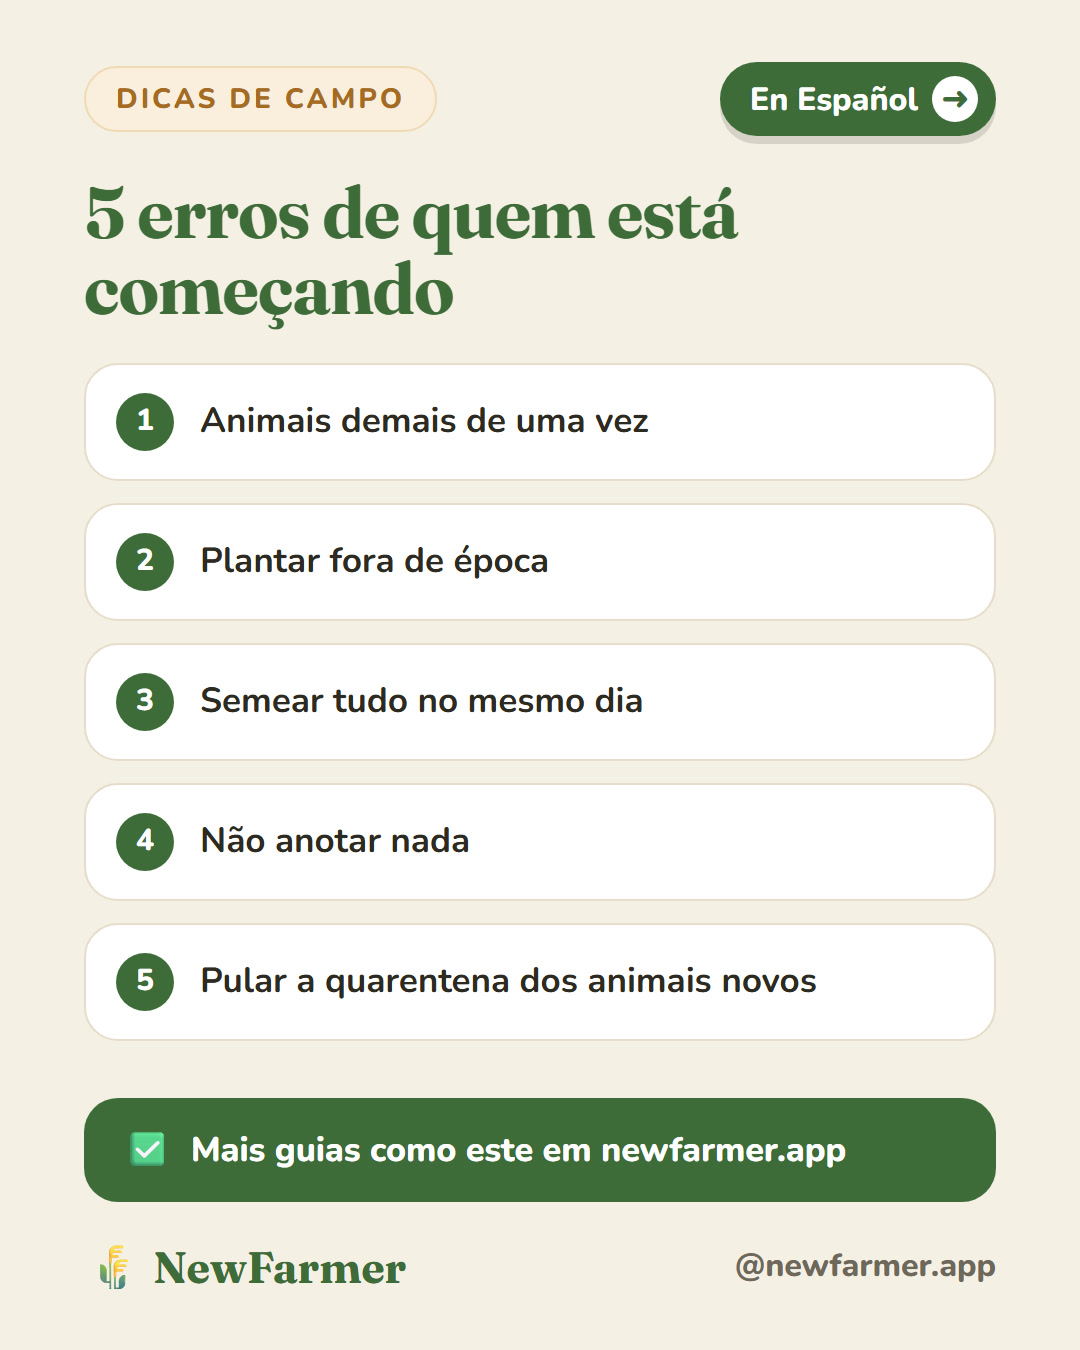 DICAS DE CAMPO
En Español
5 erros de quem está
começando
1 Animais demais de uma vez
2 Plantar fora de época
3 Semear tudo no mesmo dia
4 Não anotar nada
5 Pular a quarentena dos animais novos
Mais guias como este em newfarmer.app
NewFarmer
@newfarmer.app